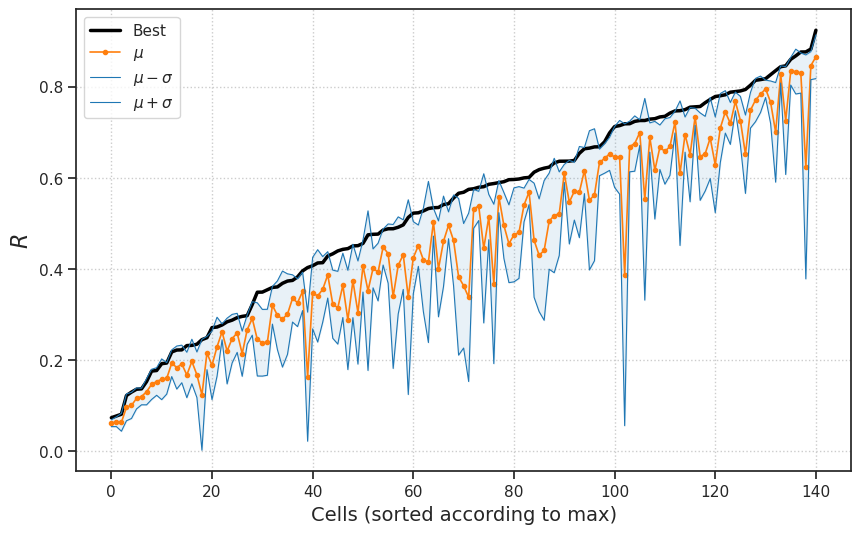 Best
μ
μ − σ
μ + σ
R
0.8
0.6
0.4
0.2
0.0
0 20 40 60 80 100 120 140
Cells (sorted according to max)